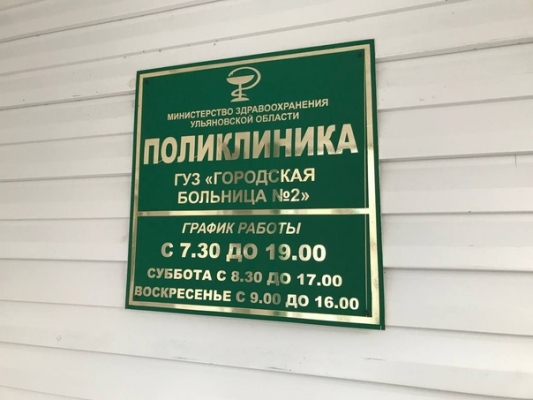 МИНИСТЕРСТВО ЗДРАВООХРАНЕНИЯ
УЛЬЯНОВСКОЙ ОБЛАСТИ
ПОЛИКЛИНИКА
ГУЗ «ГОРОДСКАЯ
БОЛЬНИЦА №2»
ГРАФИК РАБОТЫ
С 7.30 ДО 19.00
СУББОТА С 8.30 ДО 17.00
ВОСКРЕСЕНЬЕ С 9.00 ДО 16.00